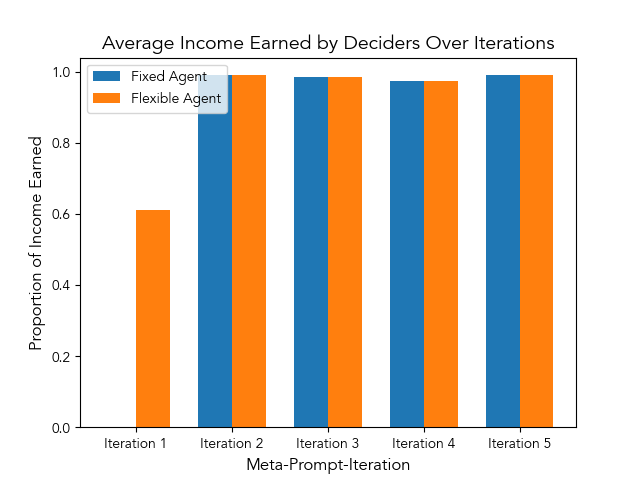 Average Income Earned by Deciders Over Iterations
Fixed Agent
Flexible Agent
Proportion of Income Earned
1.0
0.8
0.6
0.4
0.2
0.0
Iteration 1
Iteration 2
Iteration 3
Iteration 4
Iteration 5
Meta-Prompt-Iteration